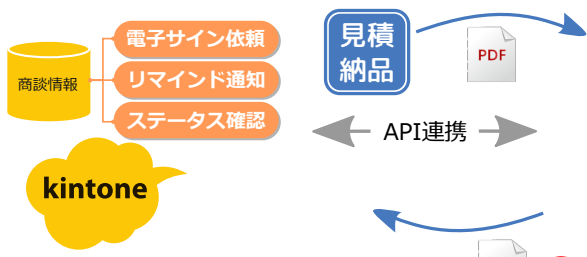 電子サイン依頼
商談情報
リマインド通知
ステータス確認
見積
納品
PDF
API連携
kintone